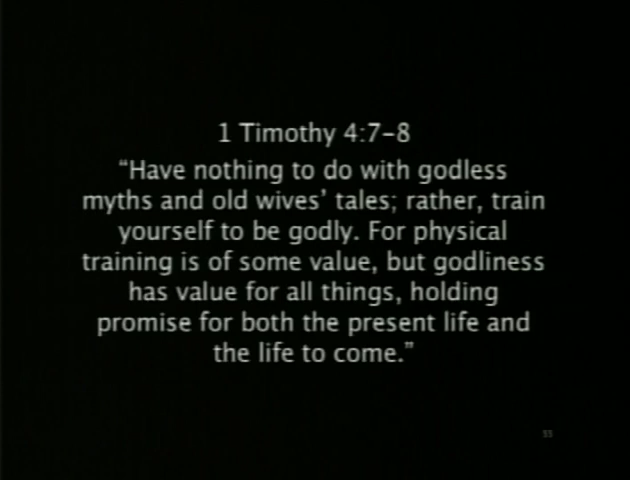 1 Timothy 4:7–8
“Have nothing to do with godless
myths and old wives’ tales; rather, train
yourself to be godly. For physical
training is of some value, but godliness
has value for all things, holding
promise for both the present life and
the life to come.”